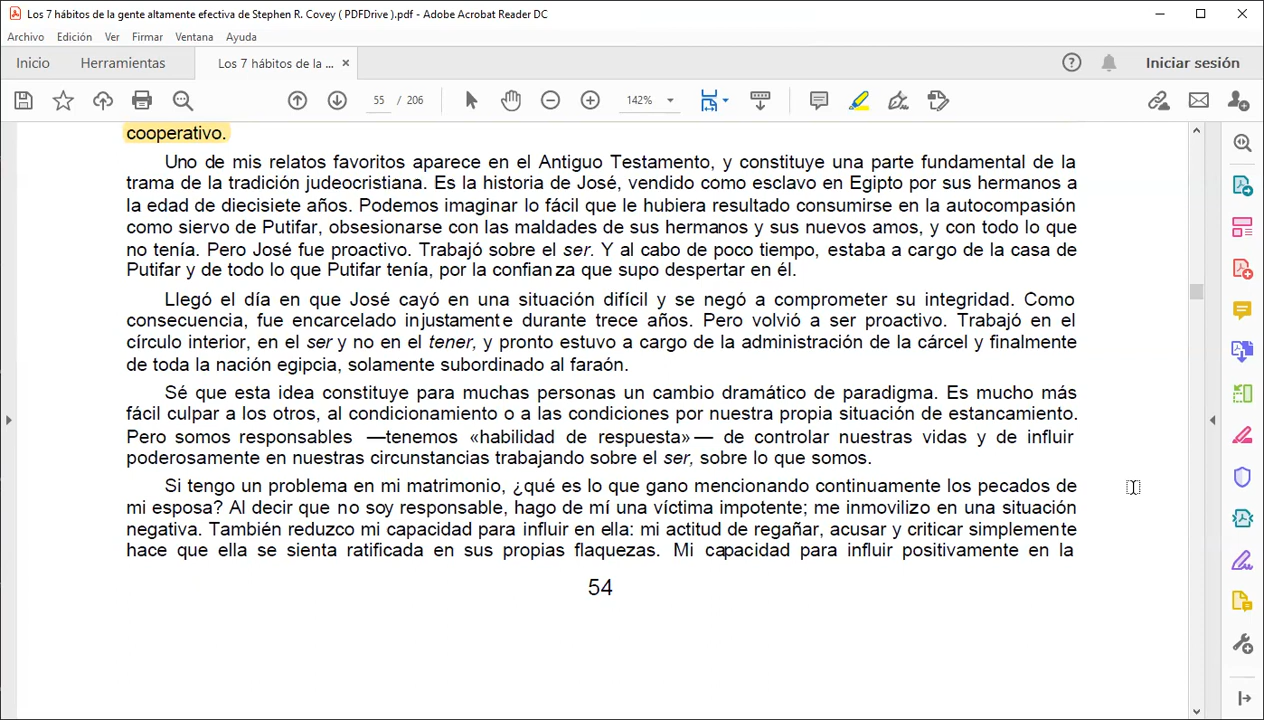 Los 7 hábitos de la gente altamente efectiva de Stephen R. Covey ( PDFDrive ).pdf - Adobe Acrobat Reader DC
Archivo Edición Ver Firmar Ventana Ayuda
Inicio Herramientas Los 7 hábitos de la ... × Iniciar sesión
55 / 206 142%
cooperativo.
Uno de mis relatos favoritos aparece en el Antiguo Testamento, y constituye una parte fundamental de la
trama de la tradición judeocristiana. Es la historia de José, vendido como esclavo en Egipto por sus hermanos a
la edad de diecisiete años. Podemos imaginar lo fácil que le hubiera resultado consumirse en la autocompasión
como siervo de Putifar, obsesionarse con las maldades de sus hermanos y sus nuevos amos, y con todo lo que
no tenía. Pero José fue proactivo. Trabajó sobre el ser. Y al cabo de poco tiempo, estaba a cargo de la casa de
Putifar y de todo lo que Putifar tenía, por la confianza que supo despertar en él.
Llegó el día en que José cayó en una situación difícil y se negó a comprometer su integridad. Como
consecuencia, fue encarcelado injustamente durante trece años. Pero volvió a ser proactivo. Trabajó en el
círculo interior, en el ser y no en el tener, y pronto estuvo a cargo de la administración de la cárcel y finalmente
de toda la nación egipcia, solamente subordinado al faraón.
Sé que esta idea constituye para muchas personas un cambio dramático de paradigma. Es mucho más
fácil culpar a los otros, al condicionamiento o a las condiciones por nuestra propia situación de estancamiento.
Pero somos responsables —tenemos «habilidad de respuesta»— de controlar nuestras vidas y de influir
poderosamente en nuestras circunstancias trabajando sobre el ser, sobre lo que somos.
Si tengo un problema en mi matrimonio, ¿qué es lo que gano mencionando continuamente los pecados de
mi esposa? Al decir que no soy responsable, hago de mí una víctima impotente; me inmovilizo en una situación
negativa. También reduzco mi capacidad para influir en ella: mi actitud de regañar, acusar y criticar simplemente
hace que ella se sienta ratificada en sus propias flaquezas. Mi capacidad para influir positivamente en la
54